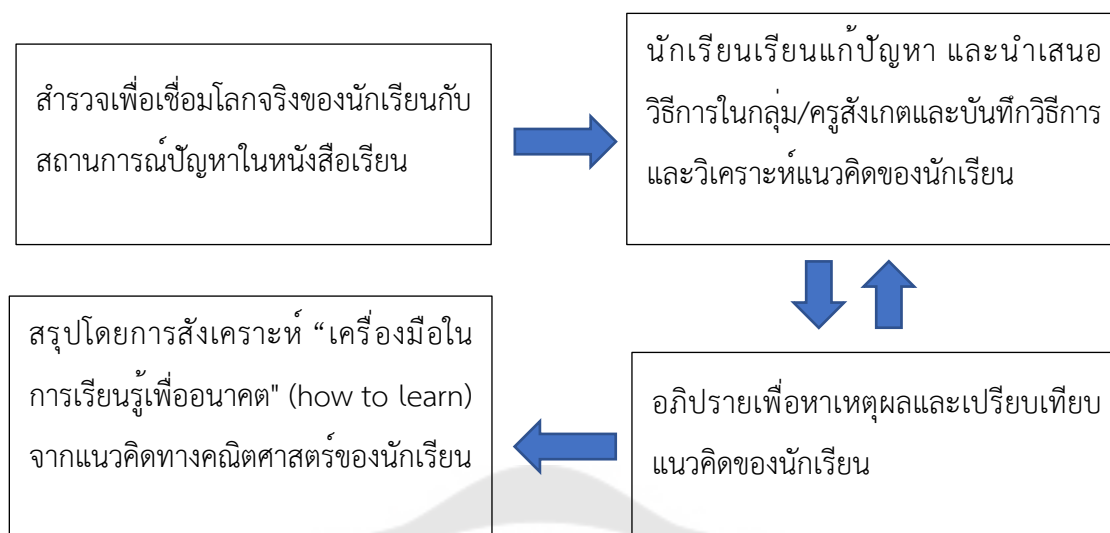 สำรวจเพื่อเชื่อมโลกจริงของนักเรียนกับ
สถานการณ์ปัญหาในหนังสือเรียน
นักเรียนเรียนแก้ปัญหา และนำเสนอ
วิธีการในกลุ่ม/ครูสังเกตและบันทึกวิธีการ
และวิเคราะห์แนวคิดของนักเรียน
อภิปรายเพื่อหาเหตุผลและเปรียบเทียบ
แนวคิดของนักเรียน
สรุปโดยการสังเคราะห์ “เครื่องมือใน
การเรียนรู้เพื่ออนาคต" (how to learn)
จากแนวคิดทางคณิตศาสตร์ของนักเรียน